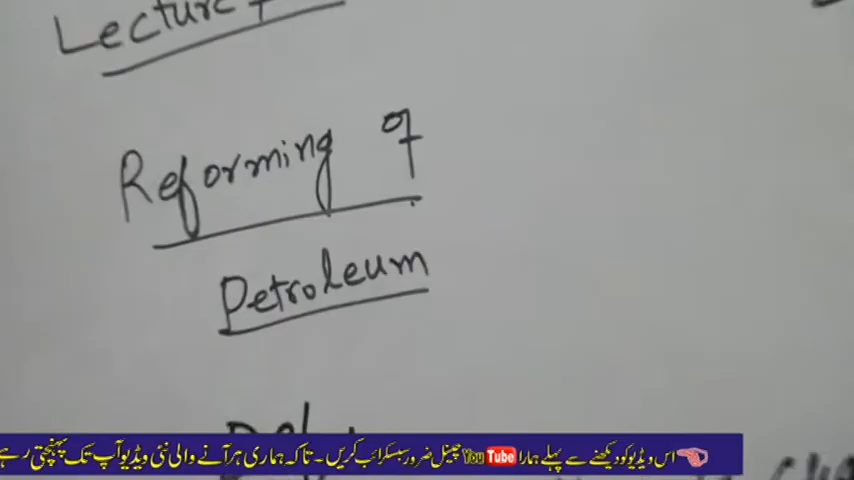 Lecture
Reforming of
Petroleum
اس ویڈیو کو دیکھنے سے پہلے ہمارا YouTube چینل ضرور سبسکرائب کریں۔ تاکہ ہماری ہر آنے والی نئی ویڈیو آپ تک پہنچتی رہے